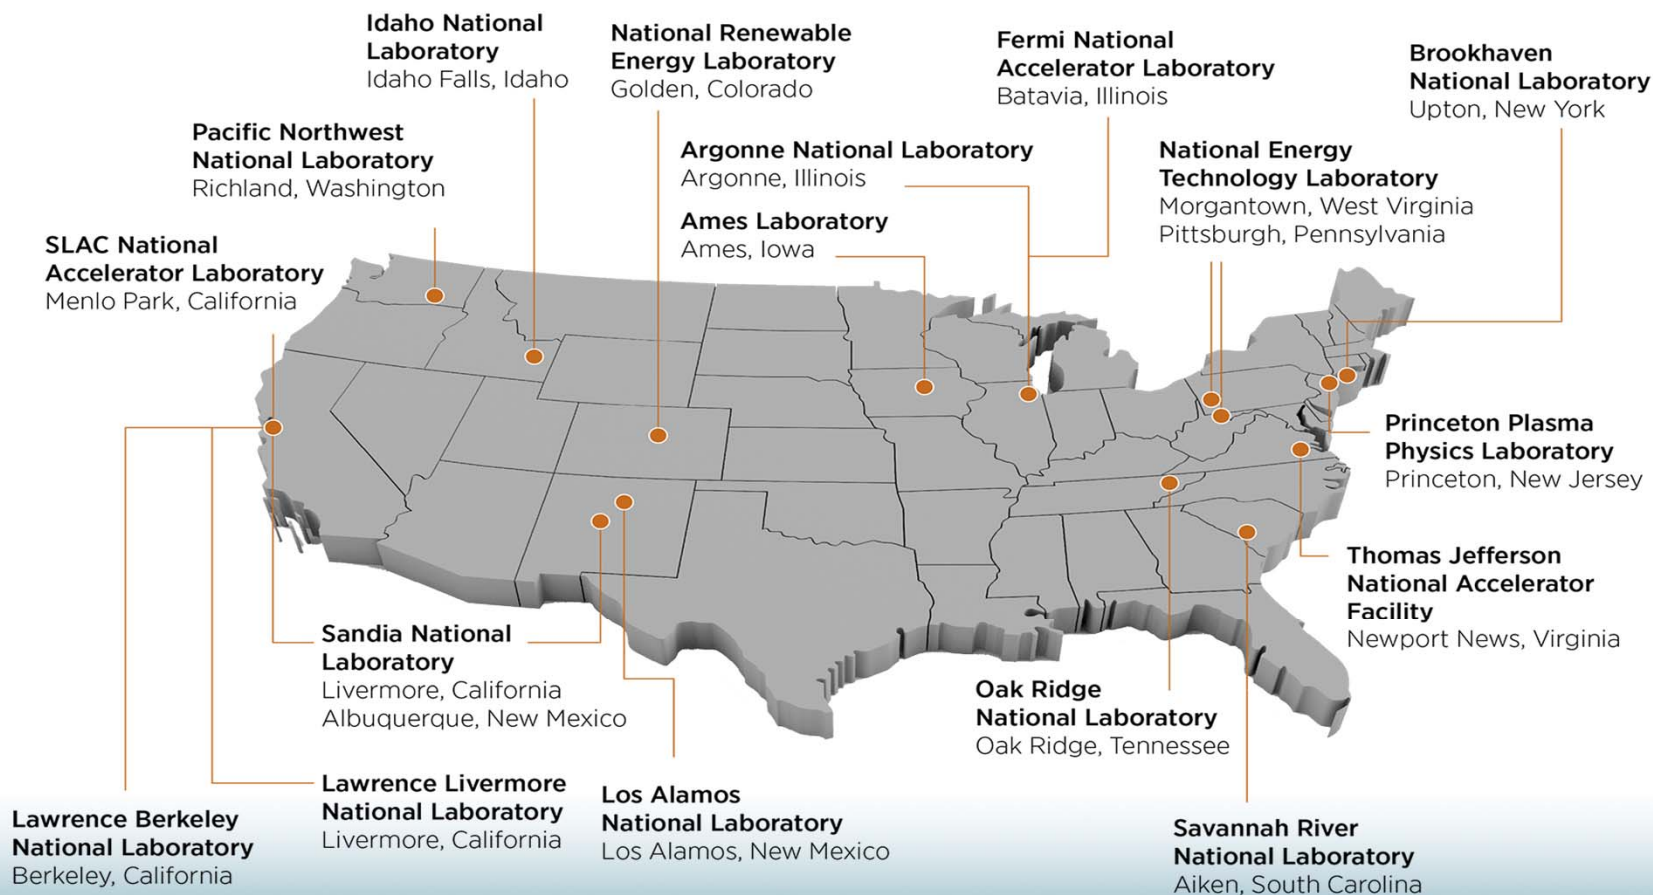 Idaho National
Laboratory
Idaho Falls, Idaho
National Renewable
Energy Laboratory
Golden, Colorado
Fermi National
Accelerator Laboratory
Batavia, Illinois
Brookhaven
National Laboratory
Upton, New York
Pacific Northwest
National Laboratory
Richland, Washington
Argonne National Laboratory
Argonne, Illinois
National Energy
Technology Laboratory
Morgantown, West Virginia
Pittsburgh, Pennsylvania
Ames Laboratory
Ames, Iowa
SLAC National
Accelerator Laboratory
Menlo Park, California
Princeton Plasma
Physics Laboratory
Princeton, New Jersey
Thomas Jefferson
National Accelerator
Facility
Newport News, Virginia
Sandia National
Laboratory
Livermore, California
Albuquerque, New Mexico
Oak Ridge
National Laboratory
Oak Ridge, Tennessee
Lawrence Livermore
National Laboratory
Livermore, California
Los Alamos
National Laboratory
Los Alamos, New Mexico
Lawrence Berkeley
National Laboratory
Berkeley, California
Savannah River
National Laboratory
Aiken, South Carolina